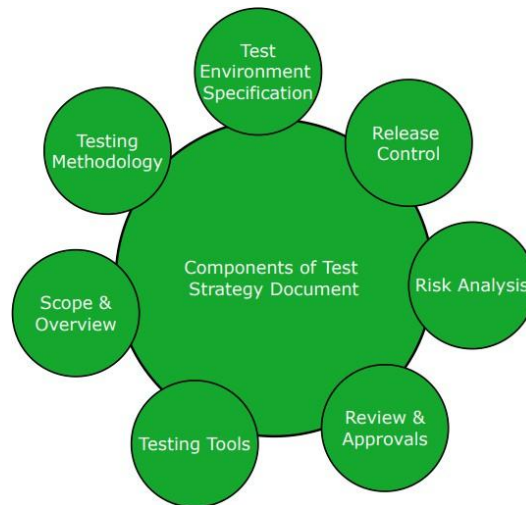 Test
Environment
Specification
Release
Control
Testing
Methodology
Components of Test
Strategy Document
Risk Analysis
Scope &
Overview
Review &
Approvals
Testing Tools